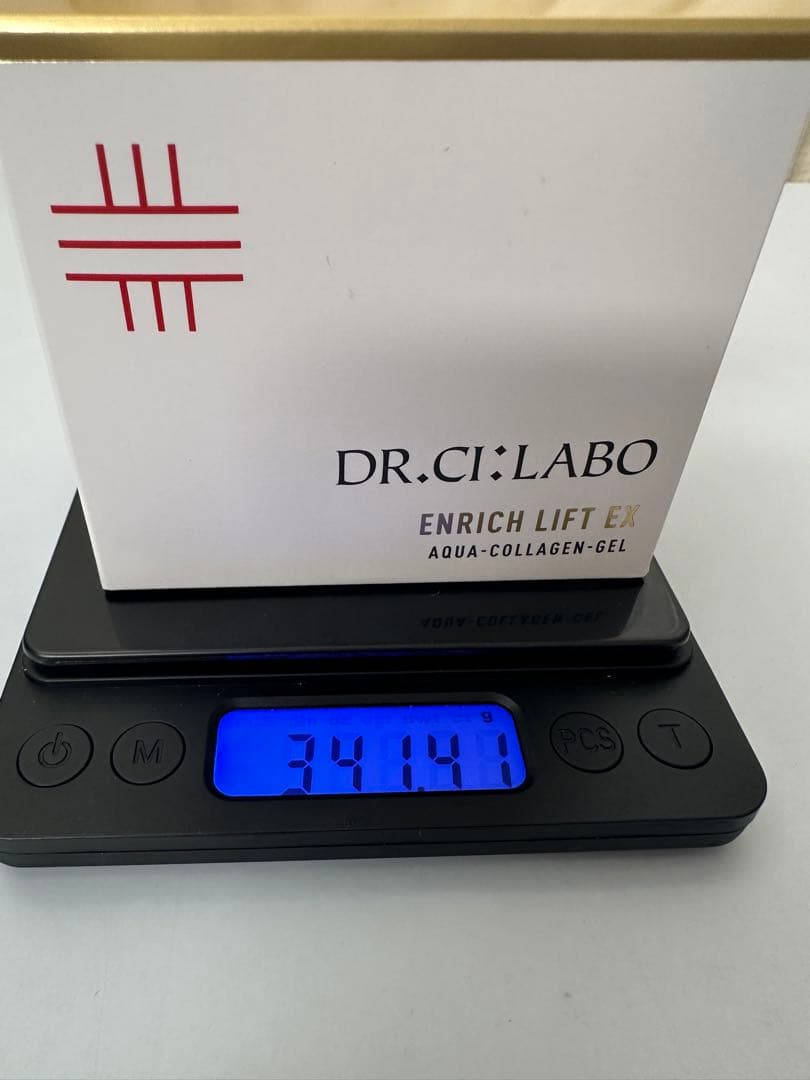 DR.CI:LABO
ENRICH LIFT EX
AQUA-COLLAGEN-GEL
g
341.41
M
PCS
T